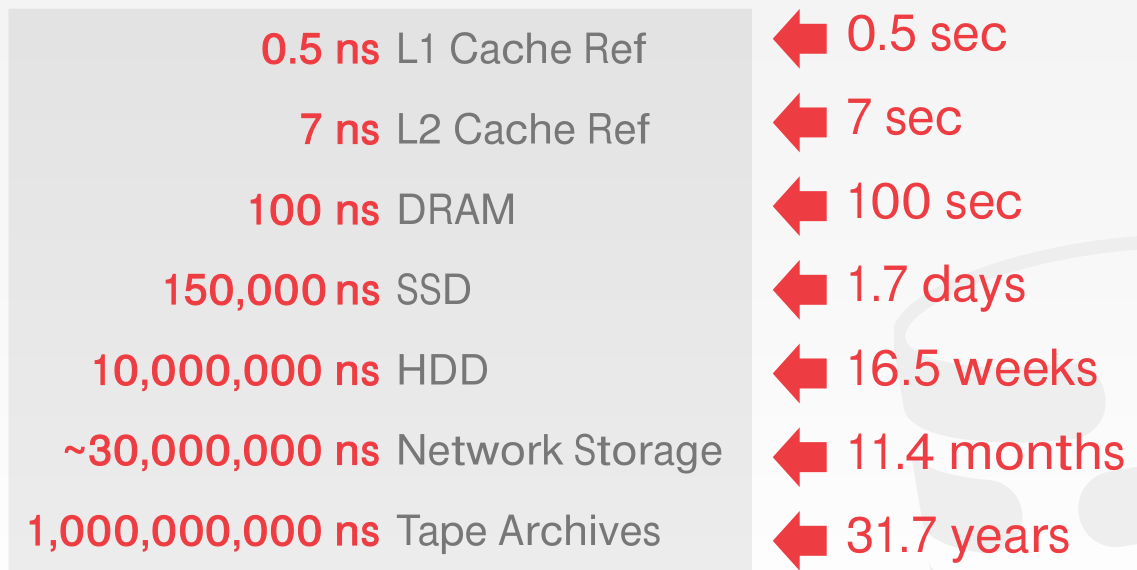 0.5 ns L1 Cache Ref 0.5 sec
7 ns L2 Cache Ref 7 sec
100 ns DRAM 100 sec
150,000 ns SSD 1.7 days
10,000,000 ns HDD 16.5 weeks
~30,000,000 ns Network Storage 11.4 months
1,000,000,000 ns Tape Archives 31.7 years